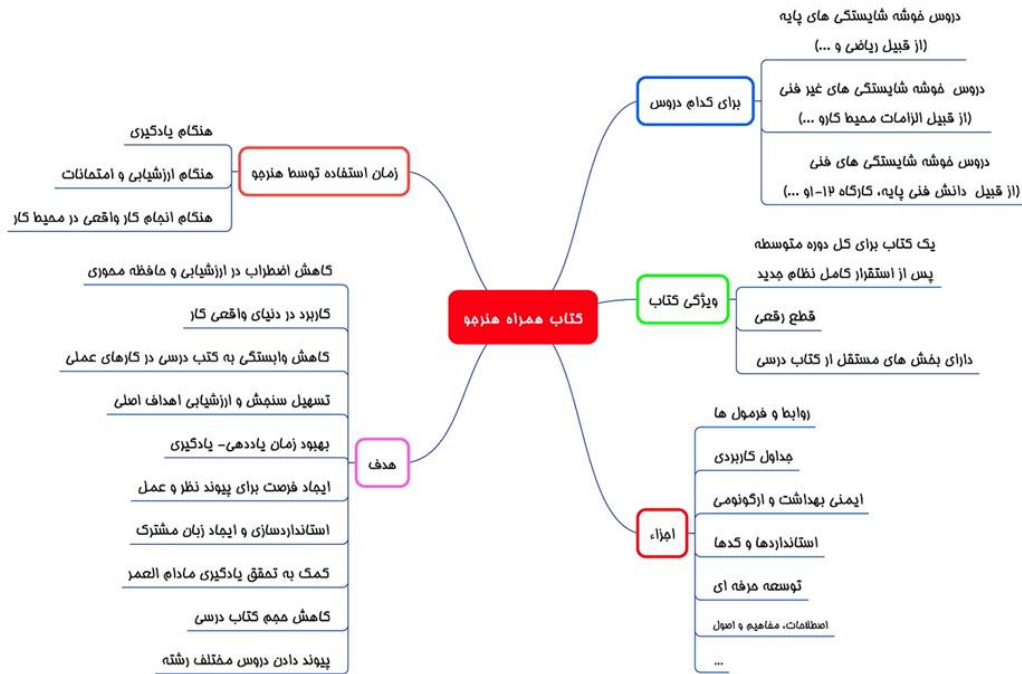 کتاب همراه هنرجو
برای کدام دروس
دروس خوشه شایستگی های پایه
(از قبیل ریاضی و ...)
دروس خوشه شایستگی های غیر فنی
(از قبیل الزامات محیط کارو ...)
دروس خوشه شایستگی های فنی
(از قبیل دانش فنی پایه، کارگاه ۱۲-۱و ...)
ویژگی کتاب
یک کتاب برای کل دوره متوسطه
پس از استقرار کامل نظام جدید
قطع رقعی
دارای بخش های مستقل از کتاب درسی
اجزاء
روابط و فرمول ها
جداول کاربردی
ایمنی بهداشت و ارگونومی
استانداردها و کدها
توسعه حرفه ای
اصطلاحات، مفاهیم و اصول
...
زمان استفاده توسط هنرجو
هنگام یادگیری
هنگام ارزشیابی و امتحانات
هنگام انجام کار واقعی در محیط کار
هدف
کاهش اضطراب در ارزشیابی و حافظه محوری
کاربرد در دنیای واقعی کار
کاهش وابستگی به کتب درسی در کارهای عملی
تسهیل سنجش و ارزشیابی اهداف اصلی
بهبود زمان یاددهی- یادگیری
ایجاد فرصت برای پیوند نظر و عمل
استانداردسازی و ایجاد زبان مشترک
کمک به تحقق یادگیری مادام العمر
کاهش حجم کتاب درسی
پیوند دادن دروس مختلف رشته